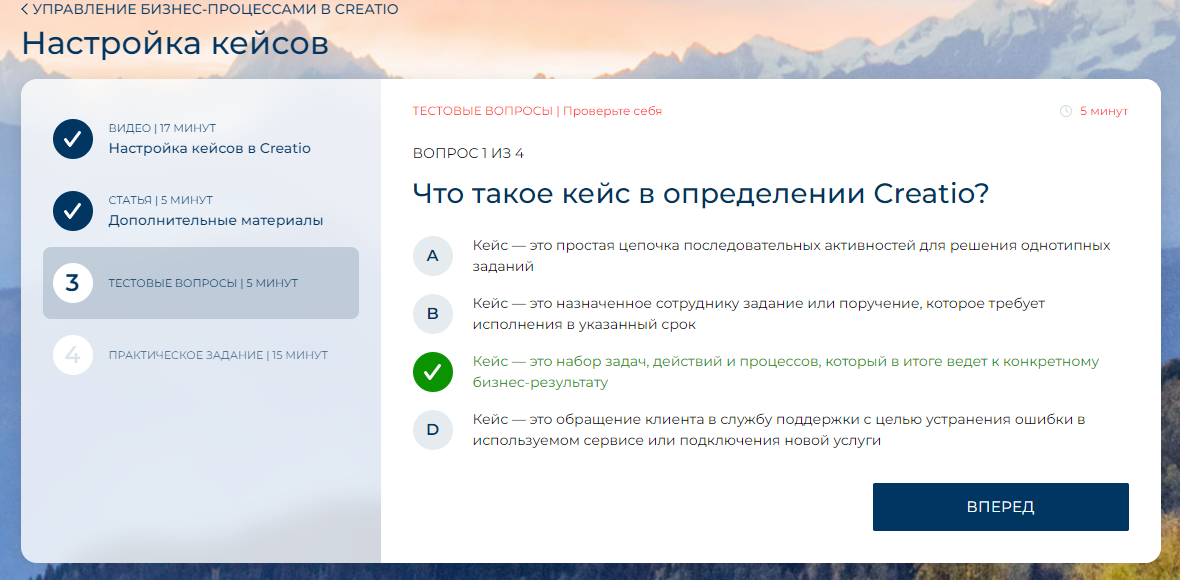 < УПРАВЛЕНИЕ БИЗНЕС-ПРОЦЕССАМИ В CREATIO
Настройка кейсов
ВИДЕО | 17 МИНУТ
Настройка кейсов в Creatio
СТАТЬЯ | 5 МИНУТ
Дополнительные материалы
3
ТЕСТОВЫЕ ВОПРОСЫ | 5 МИНУТ
4
ПРАКТИЧЕСКОЕ ЗАДАНИЕ | 15 МИНУТ
ТЕСТОВЫЕ ВОПРОСЫ | Проверьте себя
5 минут
ВОПРОС 1 ИЗ 4
Что такое кейс в определении Creatio?
A
Кейс — это простая цепочка последовательных активностей для решения однотипных
заданий
B
Кейс — это назначенное сотруднику задание или поручение, которое требует
исполнения в указанный срок
Кейс — это набор задач, действий и процессов, который в итоге ведет к конкретному
бизнес-результату
D
Кейс — это обращение клиента в службу поддержки с целью устранения ошибки в
используемом сервисе или подключения новой услуги
ВПЕРЕД